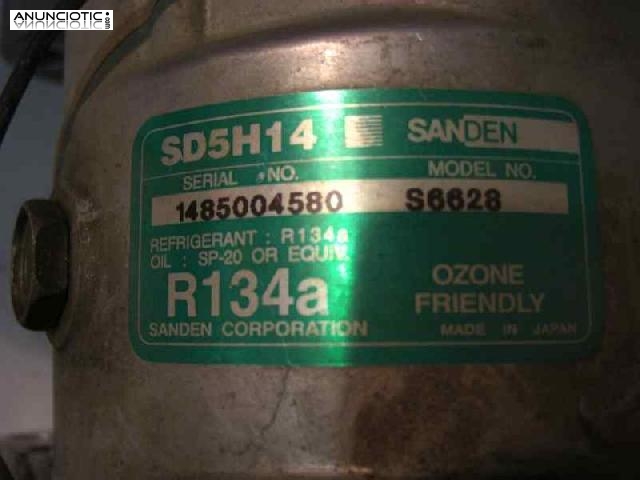 ANUNCIOTIC.com
SD5H14 SANDEN
SERIAL NO. MODEL NO.
1485004580 S6628
REFRIGERANT : R134a
OIL : SP-20 OR EQUIV.
R134a OZONE
FRIENDLY
SANDEN CORPORATION MADE IN JAPAN